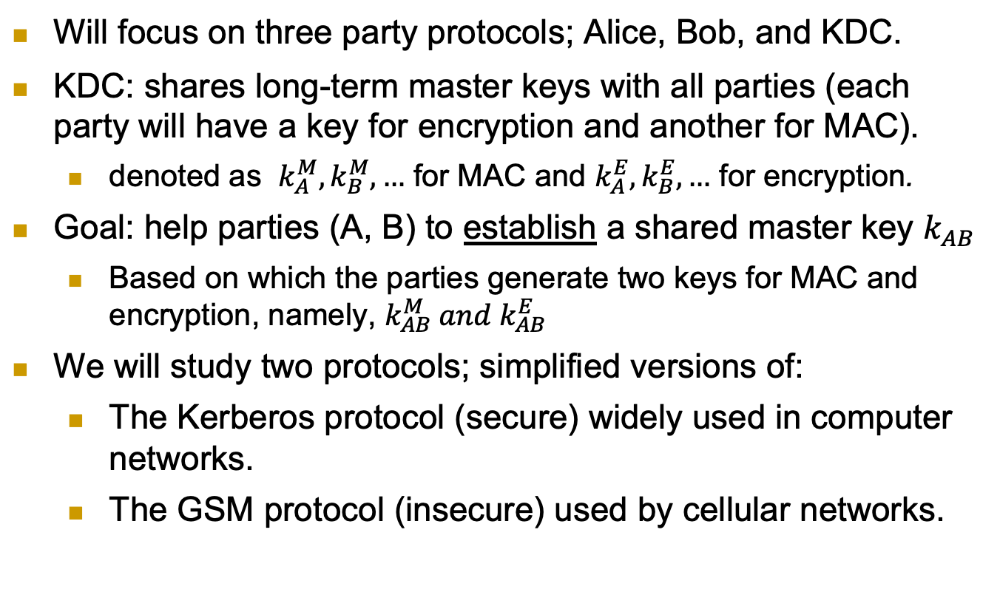 Will focus on three party protocols; Alice, Bob, and KDC.
KDC: shares long-term master keys with all parties (each
party will have a key for encryption and another for MAC).
denoted as $k_A^M, k_B^M, ...$ for MAC and $k_A^E, k_B^E, ...$ for encryption.
Goal: help parties (A, B) to establish a shared master key $k_{AB}$
Based on which the parties generate two keys for MAC and
encryption, namely, $k_{AB}^M$ and $k_{AB}^E$
We will study two protocols; simplified versions of:
The Kerberos protocol (secure) widely used in computer
networks.
The GSM protocol (insecure) used by cellular networks.